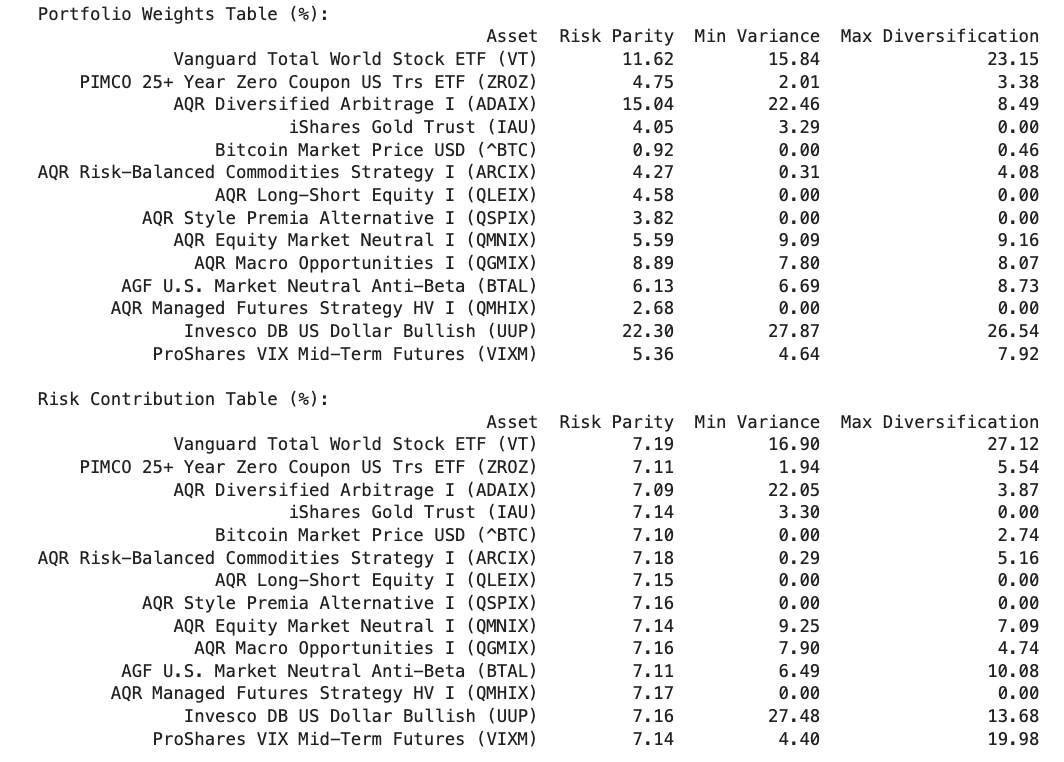 Portfolio Weights Table (%):
Asset Risk Parity Min Variance Max Diversification
Vanguard Total World Stock ETF (VT) 11.62 15.84 23.15
PIMCO 25+ Year Zero Coupon US Trs ETF (ZROZ) 4.75 2.01 3.38
AQR Diversified Arbitrage I (ADAIX) 15.04 22.46 8.49
iShares Gold Trust (IAU) 4.05 3.29 0.00
Bitcoin Market Price USD (^BTC) 0.92 0.00 0.46
AQR Risk-Balanced Commodities Strategy I (ARCIX) 4.27 0.31 4.08
AQR Long-Short Equity I (QLEIX) 4.58 0.00 0.00
AQR Style Premia Alternative I (QSPIX) 3.82 0.00 0.00
AQR Equity Market Neutral I (QMNIX) 5.59 9.09 9.16
AQR Macro Opportunities I (QGMIX) 8.89 7.80 8.07
AGF U.S. Market Neutral Anti-Beta (BTAL) 6.13 6.69 8.73
AQR Managed Futures Strategy HV I (QMHIX) 2.68 0.00 0.00
Invesco DB US Dollar Bullish (UUP) 22.30 27.87 26.54
ProShares VIX Mid-Term Futures (VIXM) 5.36 4.64 7.92
Risk Contribution Table (%):
Asset Risk Parity Min Variance Max Diversification
Vanguard Total World Stock ETF (VT) 7.19 16.90 27.12
PIMCO 25+ Year Zero Coupon US Trs ETF (ZROZ) 7.11 1.94 5.54
AQR Diversified Arbitrage I (ADAIX) 7.09 22.05 3.87
iShares Gold Trust (IAU) 7.14 3.30 0.00
Bitcoin Market Price USD (^BTC) 7.10 0.00 2.74
AQR Risk-Balanced Commodities Strategy I (ARCIX) 7.18 0.29 5.16
AQR Long-Short Equity I (QLEIX) 7.15 0.00 0.00
AQR Style Premia Alternative I (QSPIX) 7.16 0.00 0.00
AQR Equity Market Neutral I (QMNIX) 7.14 9.25 7.09
AQR Macro Opportunities I (QGMIX) 7.16 7.90 4.74
AGF U.S. Market Neutral Anti-Beta (BTAL) 7.11 6.49 10.08
AQR Managed Futures Strategy HV I (QMHIX) 7.17 0.00 0.00
Invesco DB US Dollar Bullish (UUP) 7.16 27.48 13.68
ProShares VIX Mid-Term Futures (VIXM) 7.14 4.40 19.98